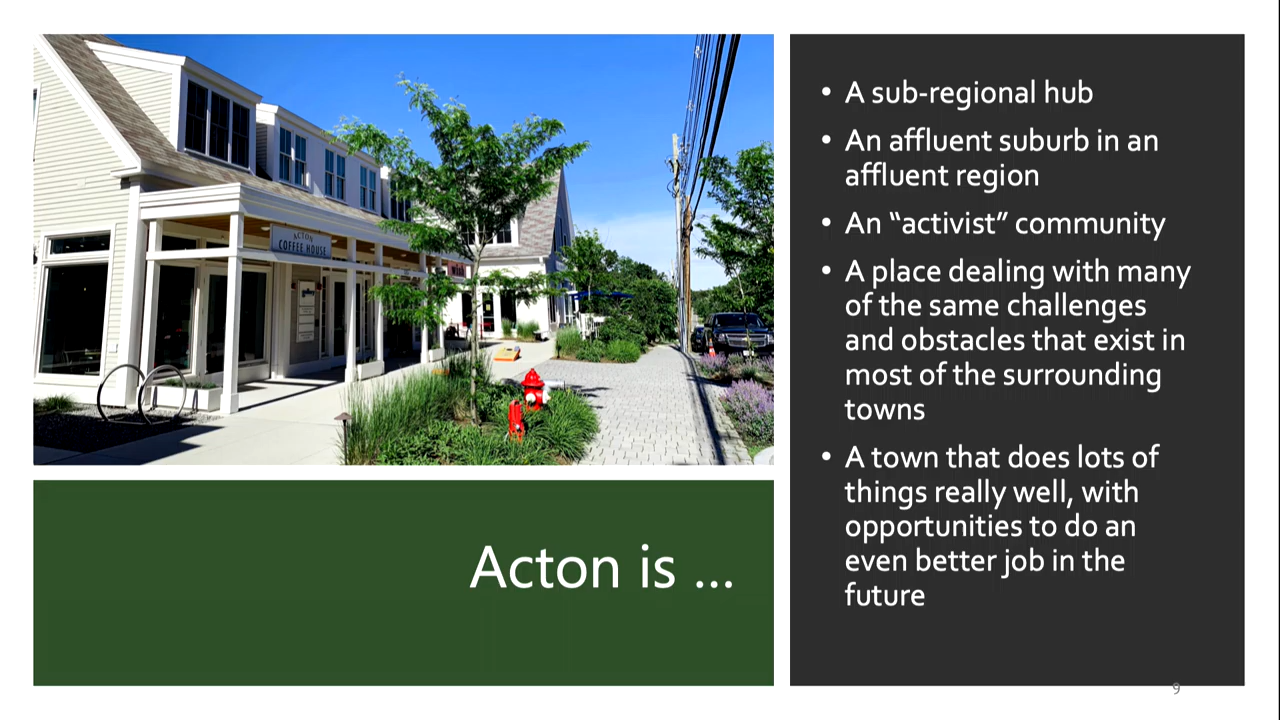 ACTON
COFFEE HOUSE
Acton is ...
• A sub-regional hub
• An affluent suburb in an
affluent region
• An “activist” community
• A place dealing with many
of the same challenges
and obstacles that exist in
most of the surrounding
towns
• A town that does lots of
things really well, with
opportunities to do an
even better job in the
future
9